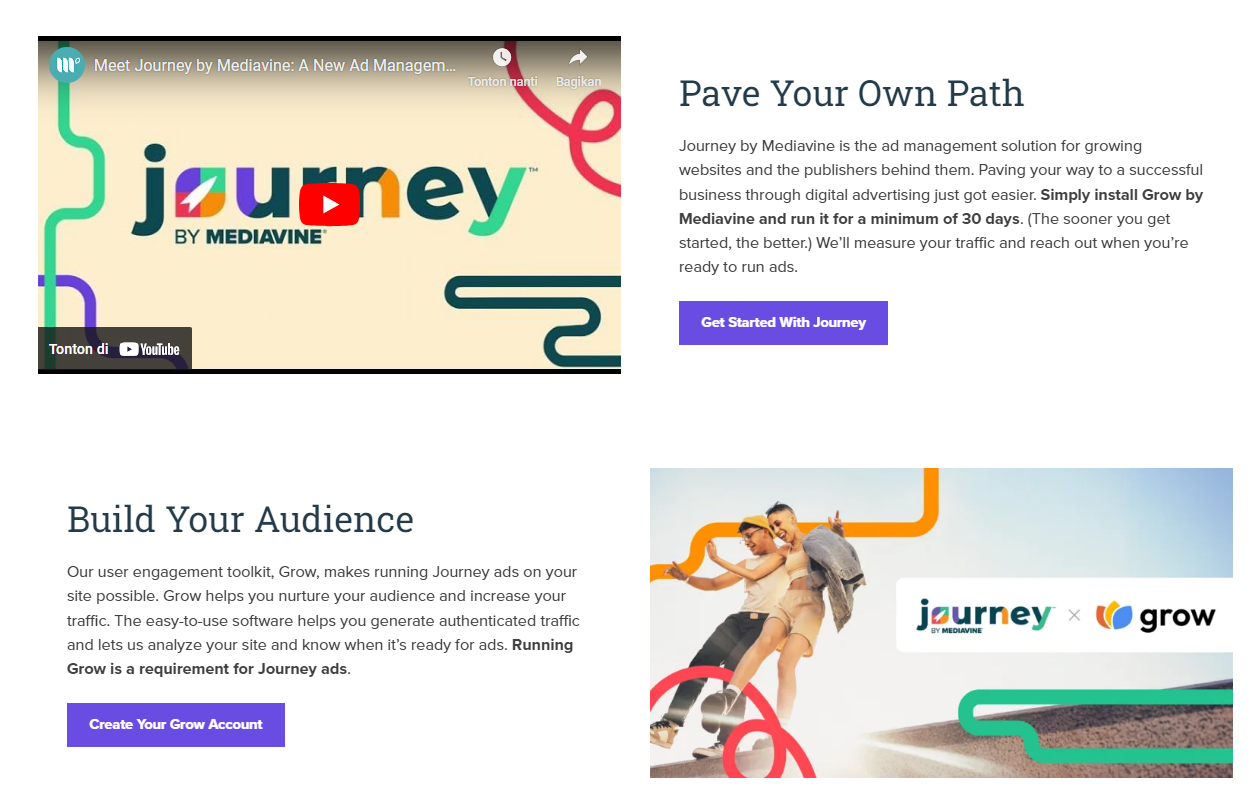 Meet Journey by Mediavine: A New Ad Managem...
Tonton nanti
Bagikan
journey™
BY MEDIAVINE®
Tonton di YouTube
Pave Your Own Path
Journey by Mediavine is the ad management solution for growing
websites and the publishers behind them. Paving your way to a successful
business through digital advertising just got easier. Simply install Grow by
Mediavine and run it for a minimum of 30 days. (The sooner you get
started, the better.) We’ll measure your traffic and reach out when you’re
ready to run ads.
Get Started With Journey
Build Your Audience
Our user engagement toolkit, Grow, makes running Journey ads on your
site possible. Grow helps you nurture your audience and increase your
traffic. The easy-to-use software helps you generate authenticated traffic
and lets us analyze your site and know when it’s ready for ads. Running
Grow is a requirement for Journey ads.
Create Your Grow Account
journey × grow
BY MEDIAVINE